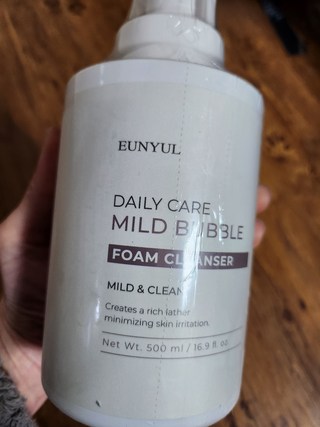 EUNYUL
DAILY CARE
MILD BUBBLE
FOAM CLEANSER
MILD & CLEAN
Creates a rich lather
minimizing skin irritation.
Net Wt. 500 ml / 16.9 fl. oz